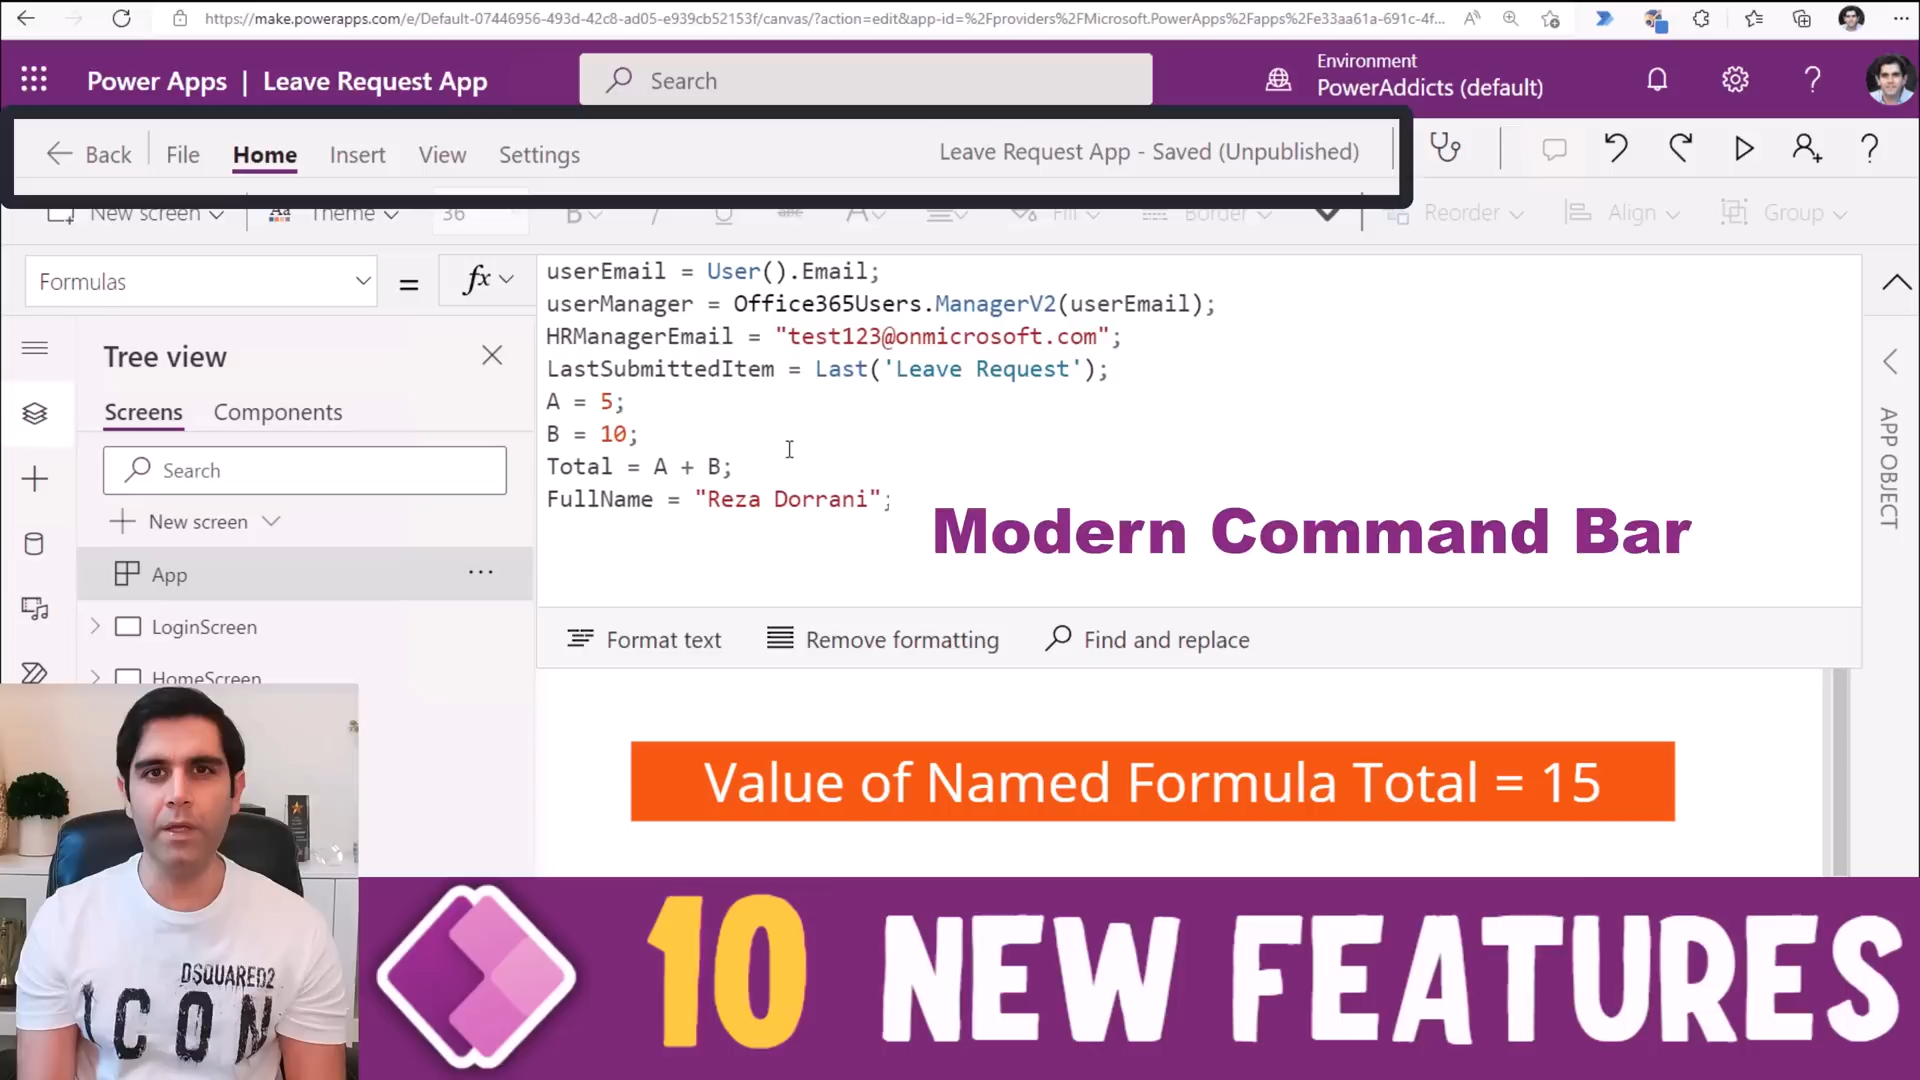 https://make.powerapps.com/e/Default-07446956-493d-42c8-ad05-e939cb52153f/canvas/?action=edit&app-id=%2Fproviders%2FMicrosoft.PowerApps%2Fapps%2Fe33aa61a-691c-4f...
Power Apps | Leave Request App
Search
Environment
PowerAddicts (default)
Back File Home Insert View Settings
Leave Request App - Saved (Unpublished)
New screen Theme 36 B I U abc A Fill Border Reorder Align Group
Formulas = fx
userEmail = User().Email;
userManager = Office365Users.ManagerV2(userEmail);
HRManagerEmail = "test123@onmicrosoft.com";
LastSubmittedItem = Last('Leave Request');
A = 5;
B = 10;
Total = A + B;
FullName = "Reza Dorrani";
Tree view
Screens Components
Search
New screen
App
LoginScreen
HomeScreen
APP OBJECT
Modern Command Bar
Format text Remove formatting Find and replace
Value of Named Formula Total = 15
DSQUARED2
ICON
10 NEW FEATURES